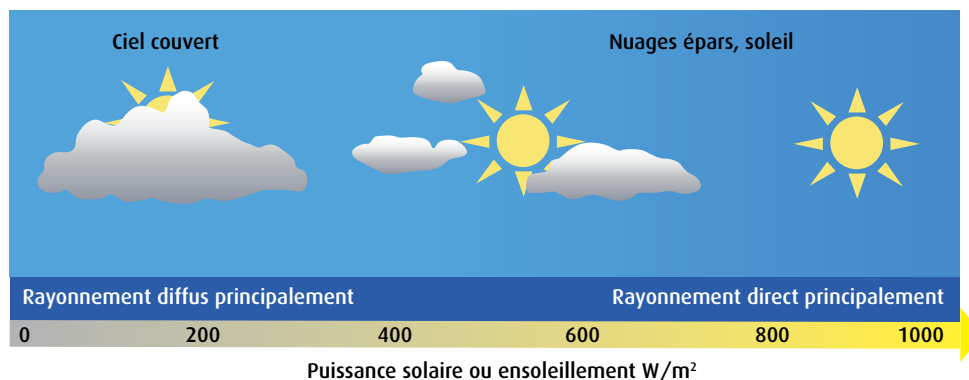 Ciel couvert
Nuages épars, soleil
Rayonnement diffus principalement
Rayonnement direct principalement
0 200 400 600 800 1000
Puissance solaire ou ensoleillement W/m²